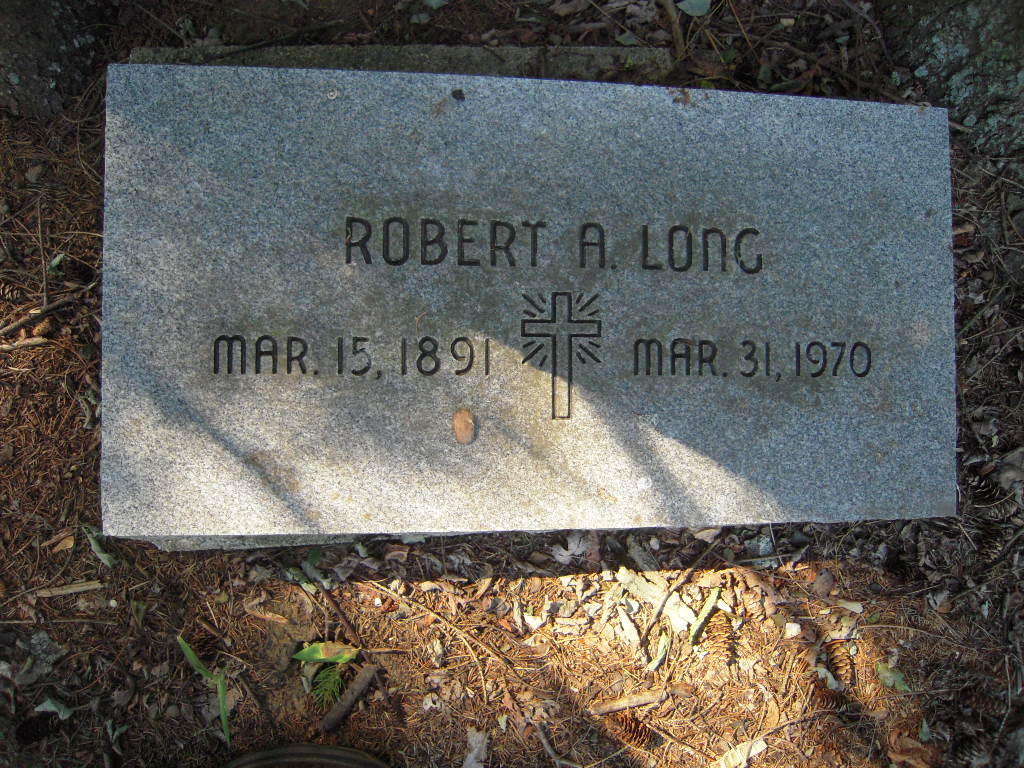 ROBERT A. LONG
MAR. 15, 1891 MAR. 31, 1970